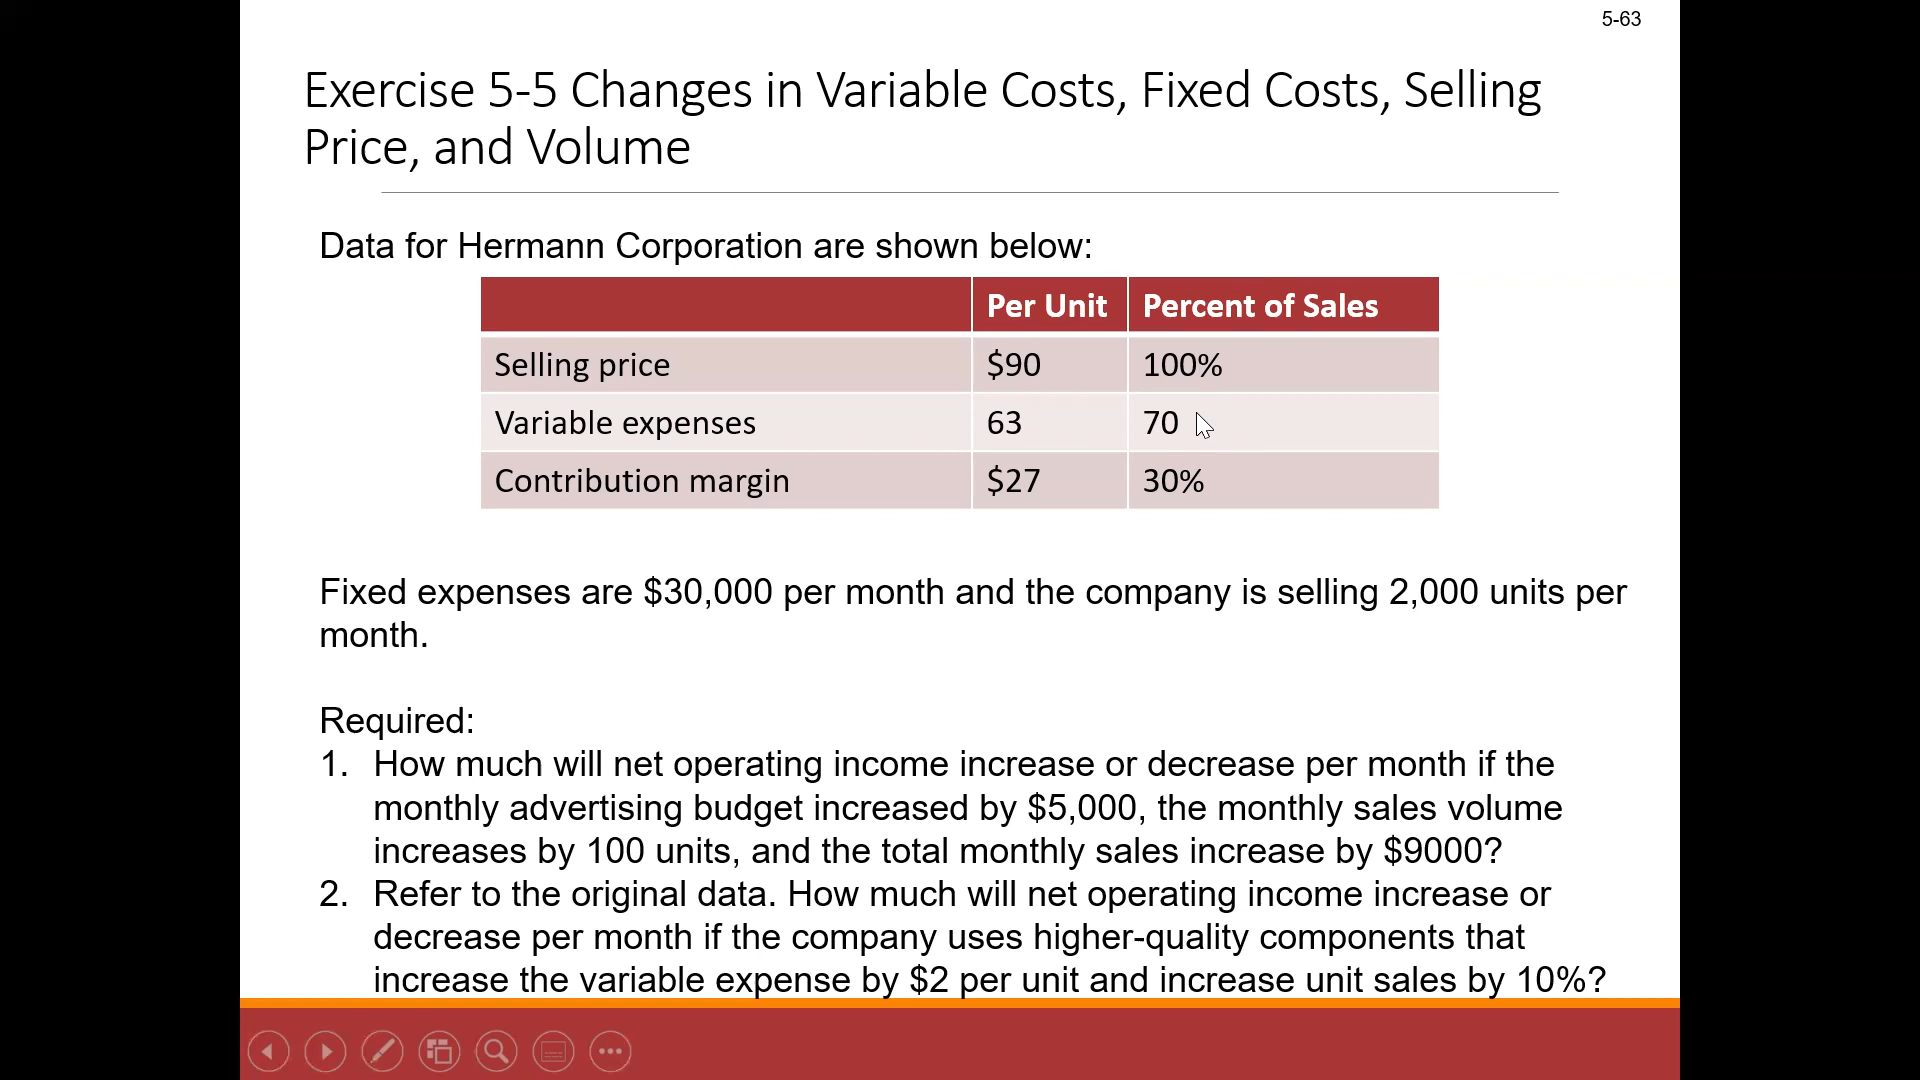 5-63
Exercise 5-5 Changes in Variable Costs, Fixed Costs, Selling
Price, and Volume
Data for Hermann Corporation are shown below:
Per Unit Percent of Sales
Selling price $90 100%
Variable expenses 63 70
Contribution margin $27 30%
Fixed expenses are $30,000 per month and the company is selling 2,000 units per
month.
Required:
1. How much will net operating income increase or decrease per month if the
monthly advertising budget increased by $5,000, the monthly sales volume
increases by 100 units, and the total monthly sales increase by $9000?
2. Refer to the original data. How much will net operating income increase or
decrease per month if the company uses higher-quality components that
increase the variable expense by $2 per unit and increase unit sales by 10%?